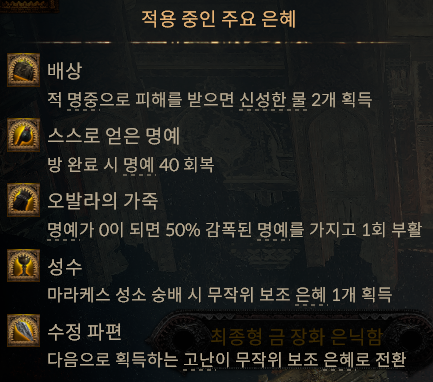 적용 중인 주요 은혜
배상
적 명중으로 피해를 받으면 신성한 물 2개 획득
스스로 얻은 명예
방 완료 시 명예 40 회복
오발라의 가죽
명예가 0이 되면 50% 감폭된 명예를 가지고 1회 부활
성수
마라케스 성소 숭배 시 무작위 보조 은혜 1개 획득
수정 파편
최종형 금 장화 은닉함
다음으로 획득하는 고난이 무작위 보조 은혜로 전환